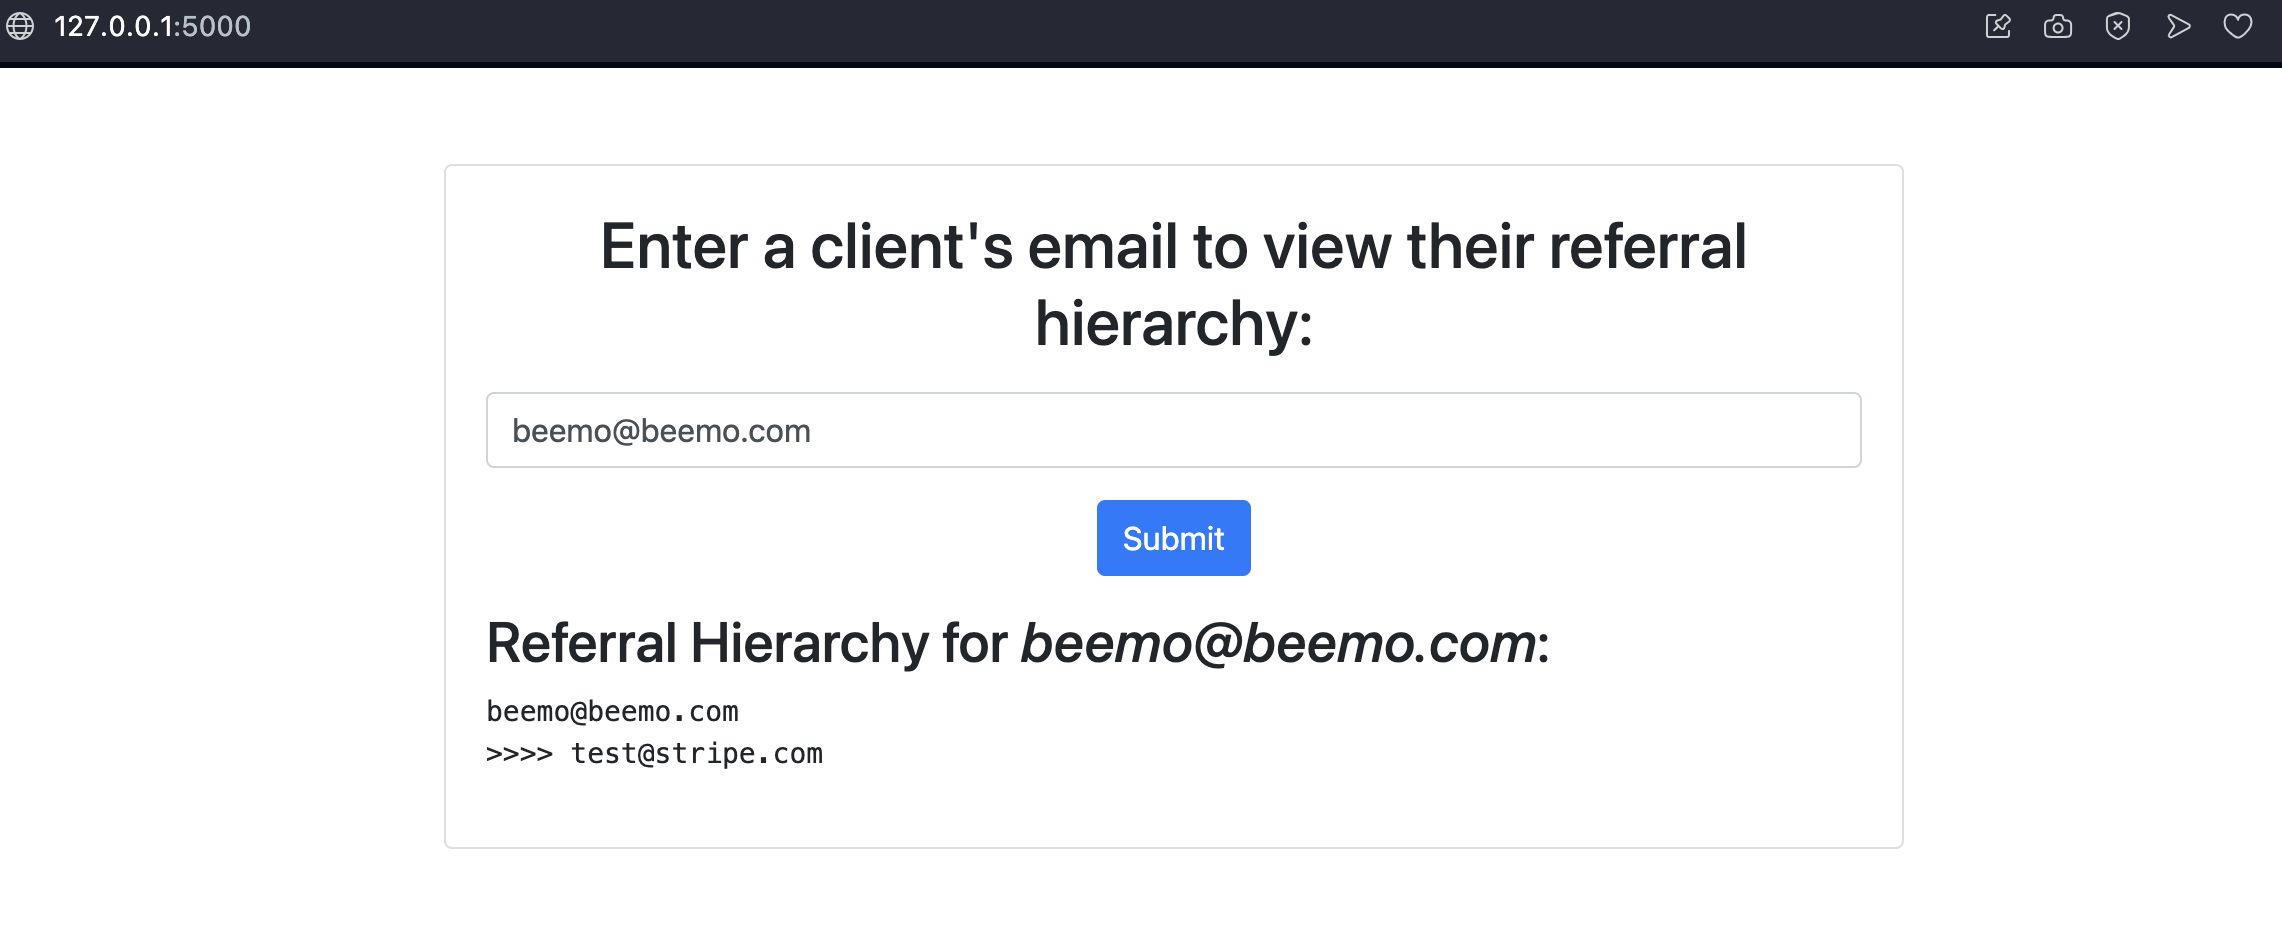 127.0.0.1:5000
Enter a client's email to view their referral
hierarchy:
beemo@beemo.com
Submit
Referral Hierarchy for beemo@beemo.com:
beemo@beemo.com
>>>> test@stripe.com